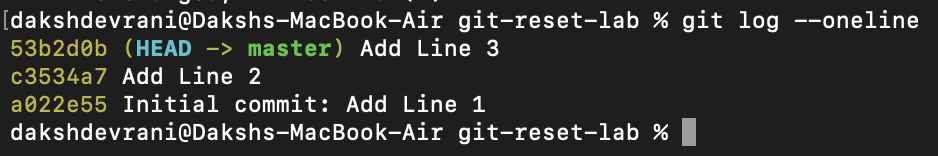 [dakshdevrani@Dakshs-MacBook-Air git-reset-lab % git log --oneline
53b2d0b (HEAD -> master) Add Line 3
c3534a7 Add Line 2
a022e55 Initial commit: Add Line 1
dakshdevrani@Dakshs-MacBook-Air git-reset-lab %